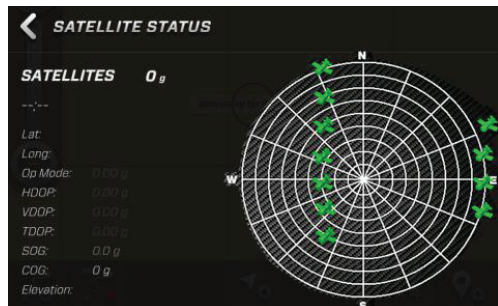 SATELLITE STATUS
N
SATELLITES 0 g
--:--
Lat:
Long:
W
E
Op Mode: 0.00 g
HDOP: 0.00 g
VDOP: 0.00 g
TDOP: 0.00 g
SOG: 0.0 g
COG: 0 g
Elevation:
S